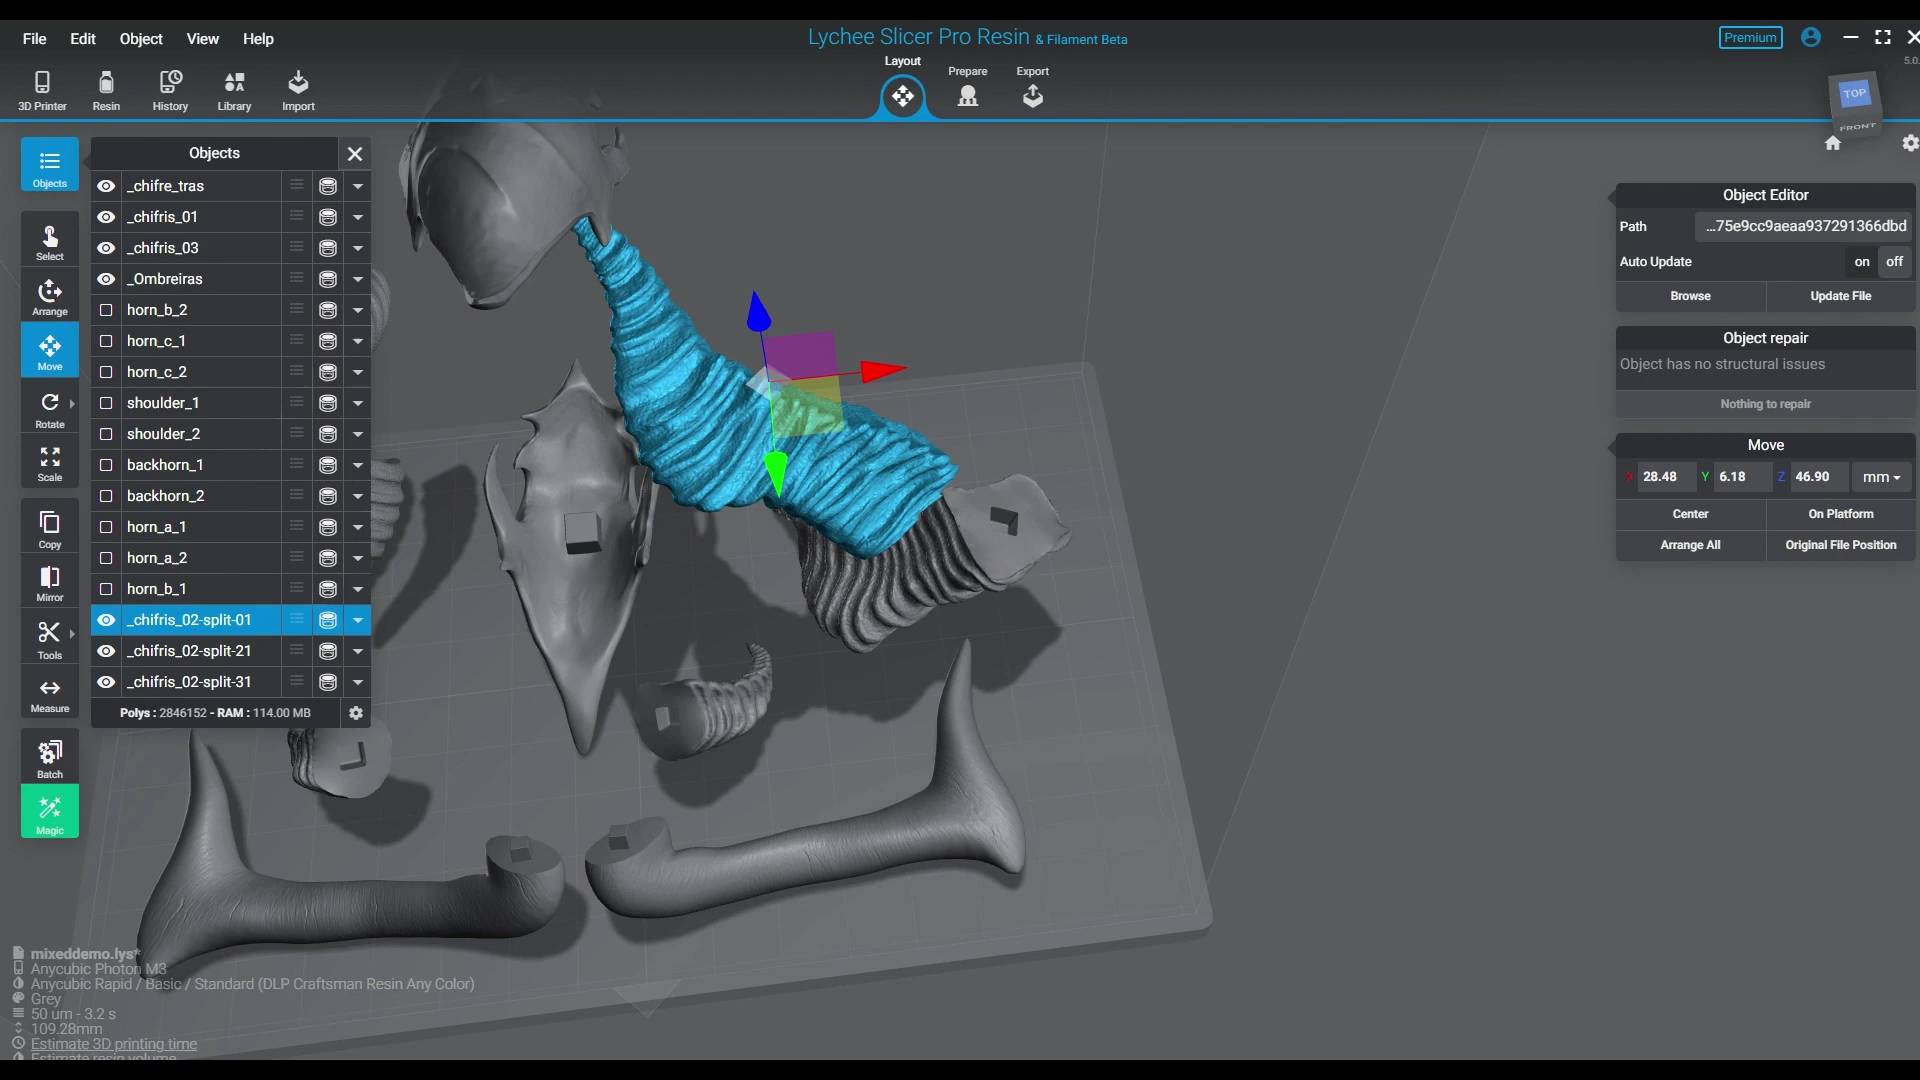 File Edit Object View Help
Lychee Slicer Pro Resin & Filament Beta
Premium
5.0.
3D Printer Resin History Library Import
Layout Prepare Export
TOP
FRONT
Objects
Select
Arrange
Move
Rotate
Scale
Copy
Mirror
Tools
Measure
Batch
Magic
Objects
_chifre_tras
_chifris_01
_chifris_03
_Ombreiras
horn_b_2
horn_c_1
horn_c_2
shoulder_1
shoulder_2
backhorn_1
backhorn_2
horn_a_1
horn_a_2
horn_b_1
_chifris_02-split-01
_chifris_02-split-21
_chifris_02-split-31
Polys : 2846152 - RAM : 114.00 MB
Object Editor
Path ...75e9cc9aeaa937291366dbd
Auto Update on off
Browse Update File
Object repair
Object has no structural issues
Nothing to repair
Move
X 28.48 Y 6.18 Z 46.90 mm
Center On Platform
Arrange All Original File Position
mixeddemo.lys*
Anycubic Photon M3
Anycubic Rapid / Basic / Standard (DLP Craftsman Resin Any Color)
Grey
50 um - 3.2 s
109.28mm
Estimate 3D printing time
Estimate resin volume